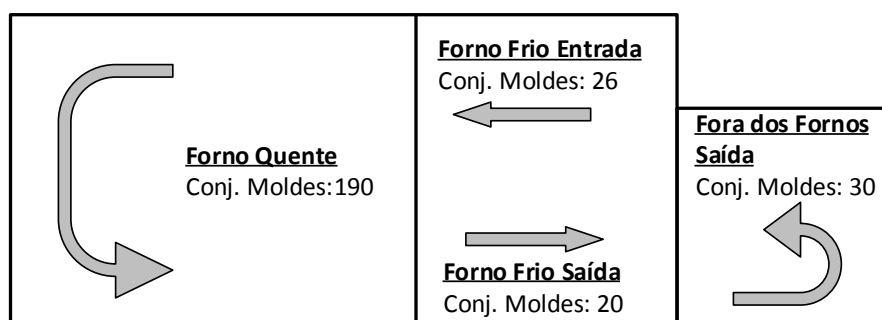 Forno Frio Entrada
Conj. Moldes: 26
Forno Quente
Conj. Moldes:190
Forno Frio Saída
Conj. Moldes: 20
Fora dos Fornos
Saída
Conj. Moldes: 30